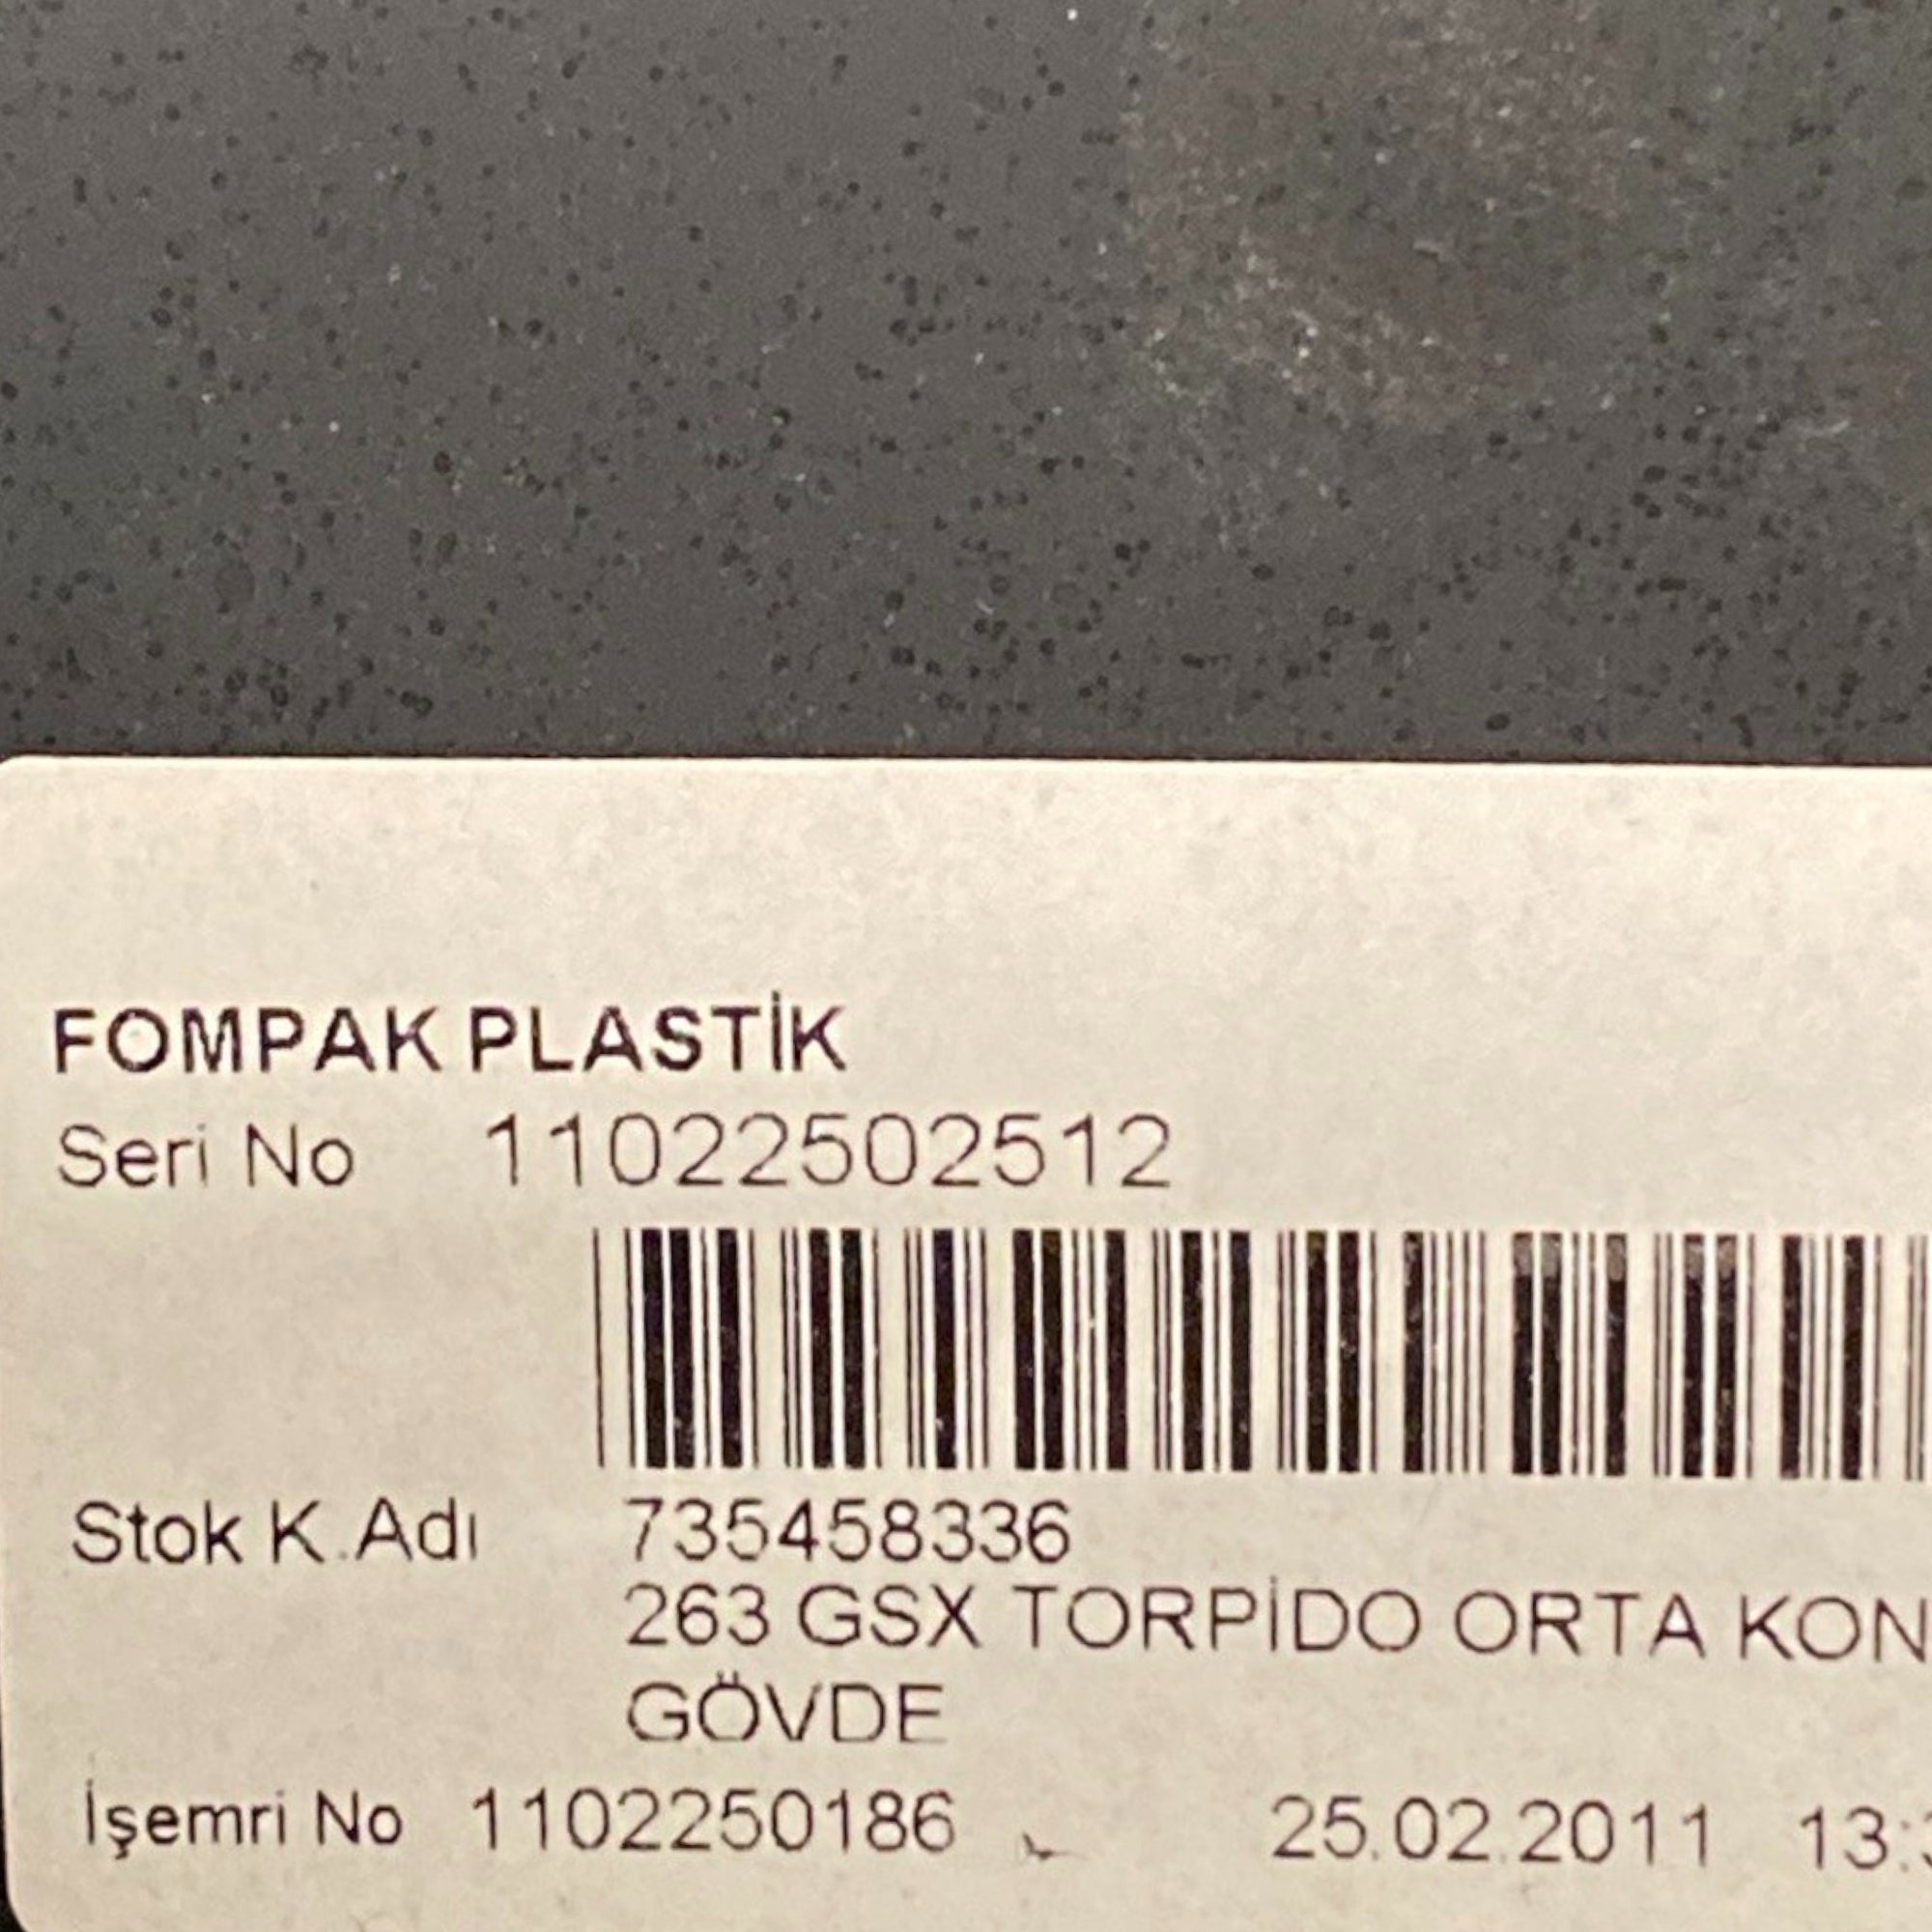 FOMPAK PLASTİK
Seri No 11022502512
Stok K.Adı 735458336
263 GSX TORPİDO ORTA KON
GÖVDE
İşemri No 1102250186 25.02.2011 13: